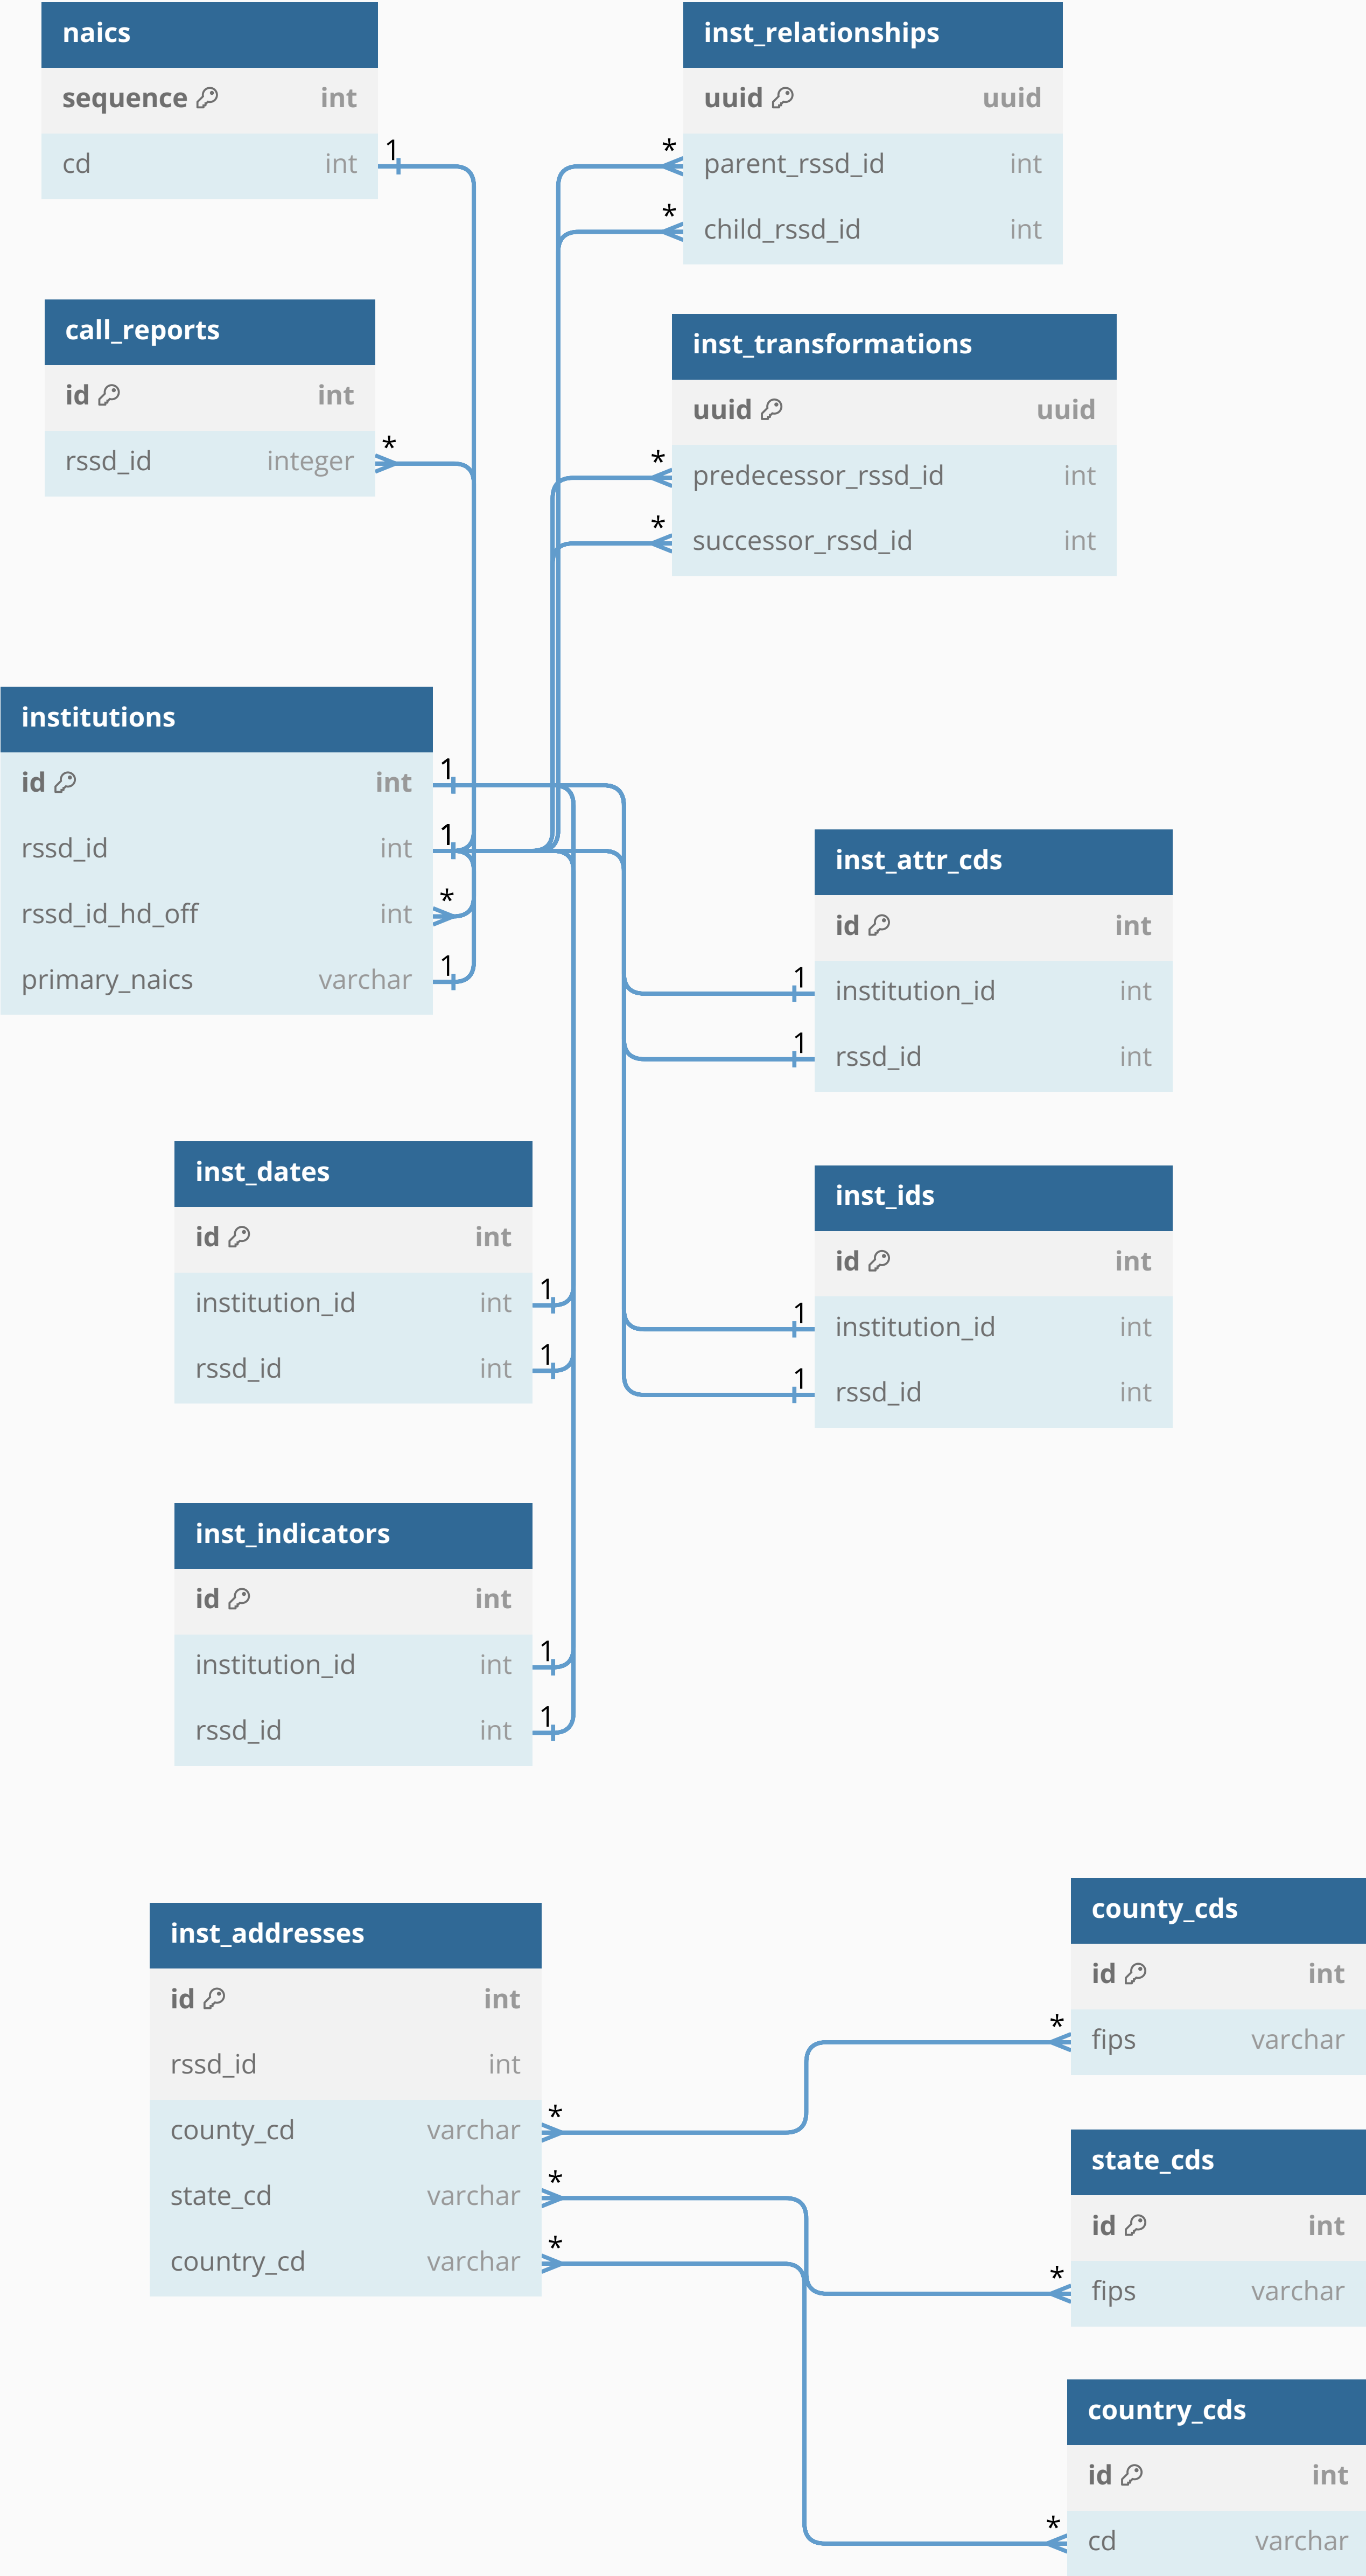 naics
sequence int
cd int
1
inst_relationships
uuid uuid
parent_rssd_id int
*
child_rssd_id int
*
call_reports
id int
rssd_id integer
*
inst_transformations
uuid uuid
predecessor_rssd_id int
*
successor_rssd_id int
*
institutions
id int
1
rssd_id int
1
rssd_id_hd_off int
*
primary_naics varchar
1
inst_attr_cds
id int
institution_id int
1
rssd_id int
1
inst_dates
id int
institution_id int
1
rssd_id int
1
inst_ids
id int
institution_id int
1
rssd_id int
1
inst_indicators
id int
institution_id int
1
rssd_id int
1
inst_addresses
id int
rssd_id int
county_cd varchar
*
state_cd varchar
*
country_cd varchar
*
county_cds
id int
fips varchar
*
state_cds
id int
fips varchar
*
country_cds
id int
cd varchar
*